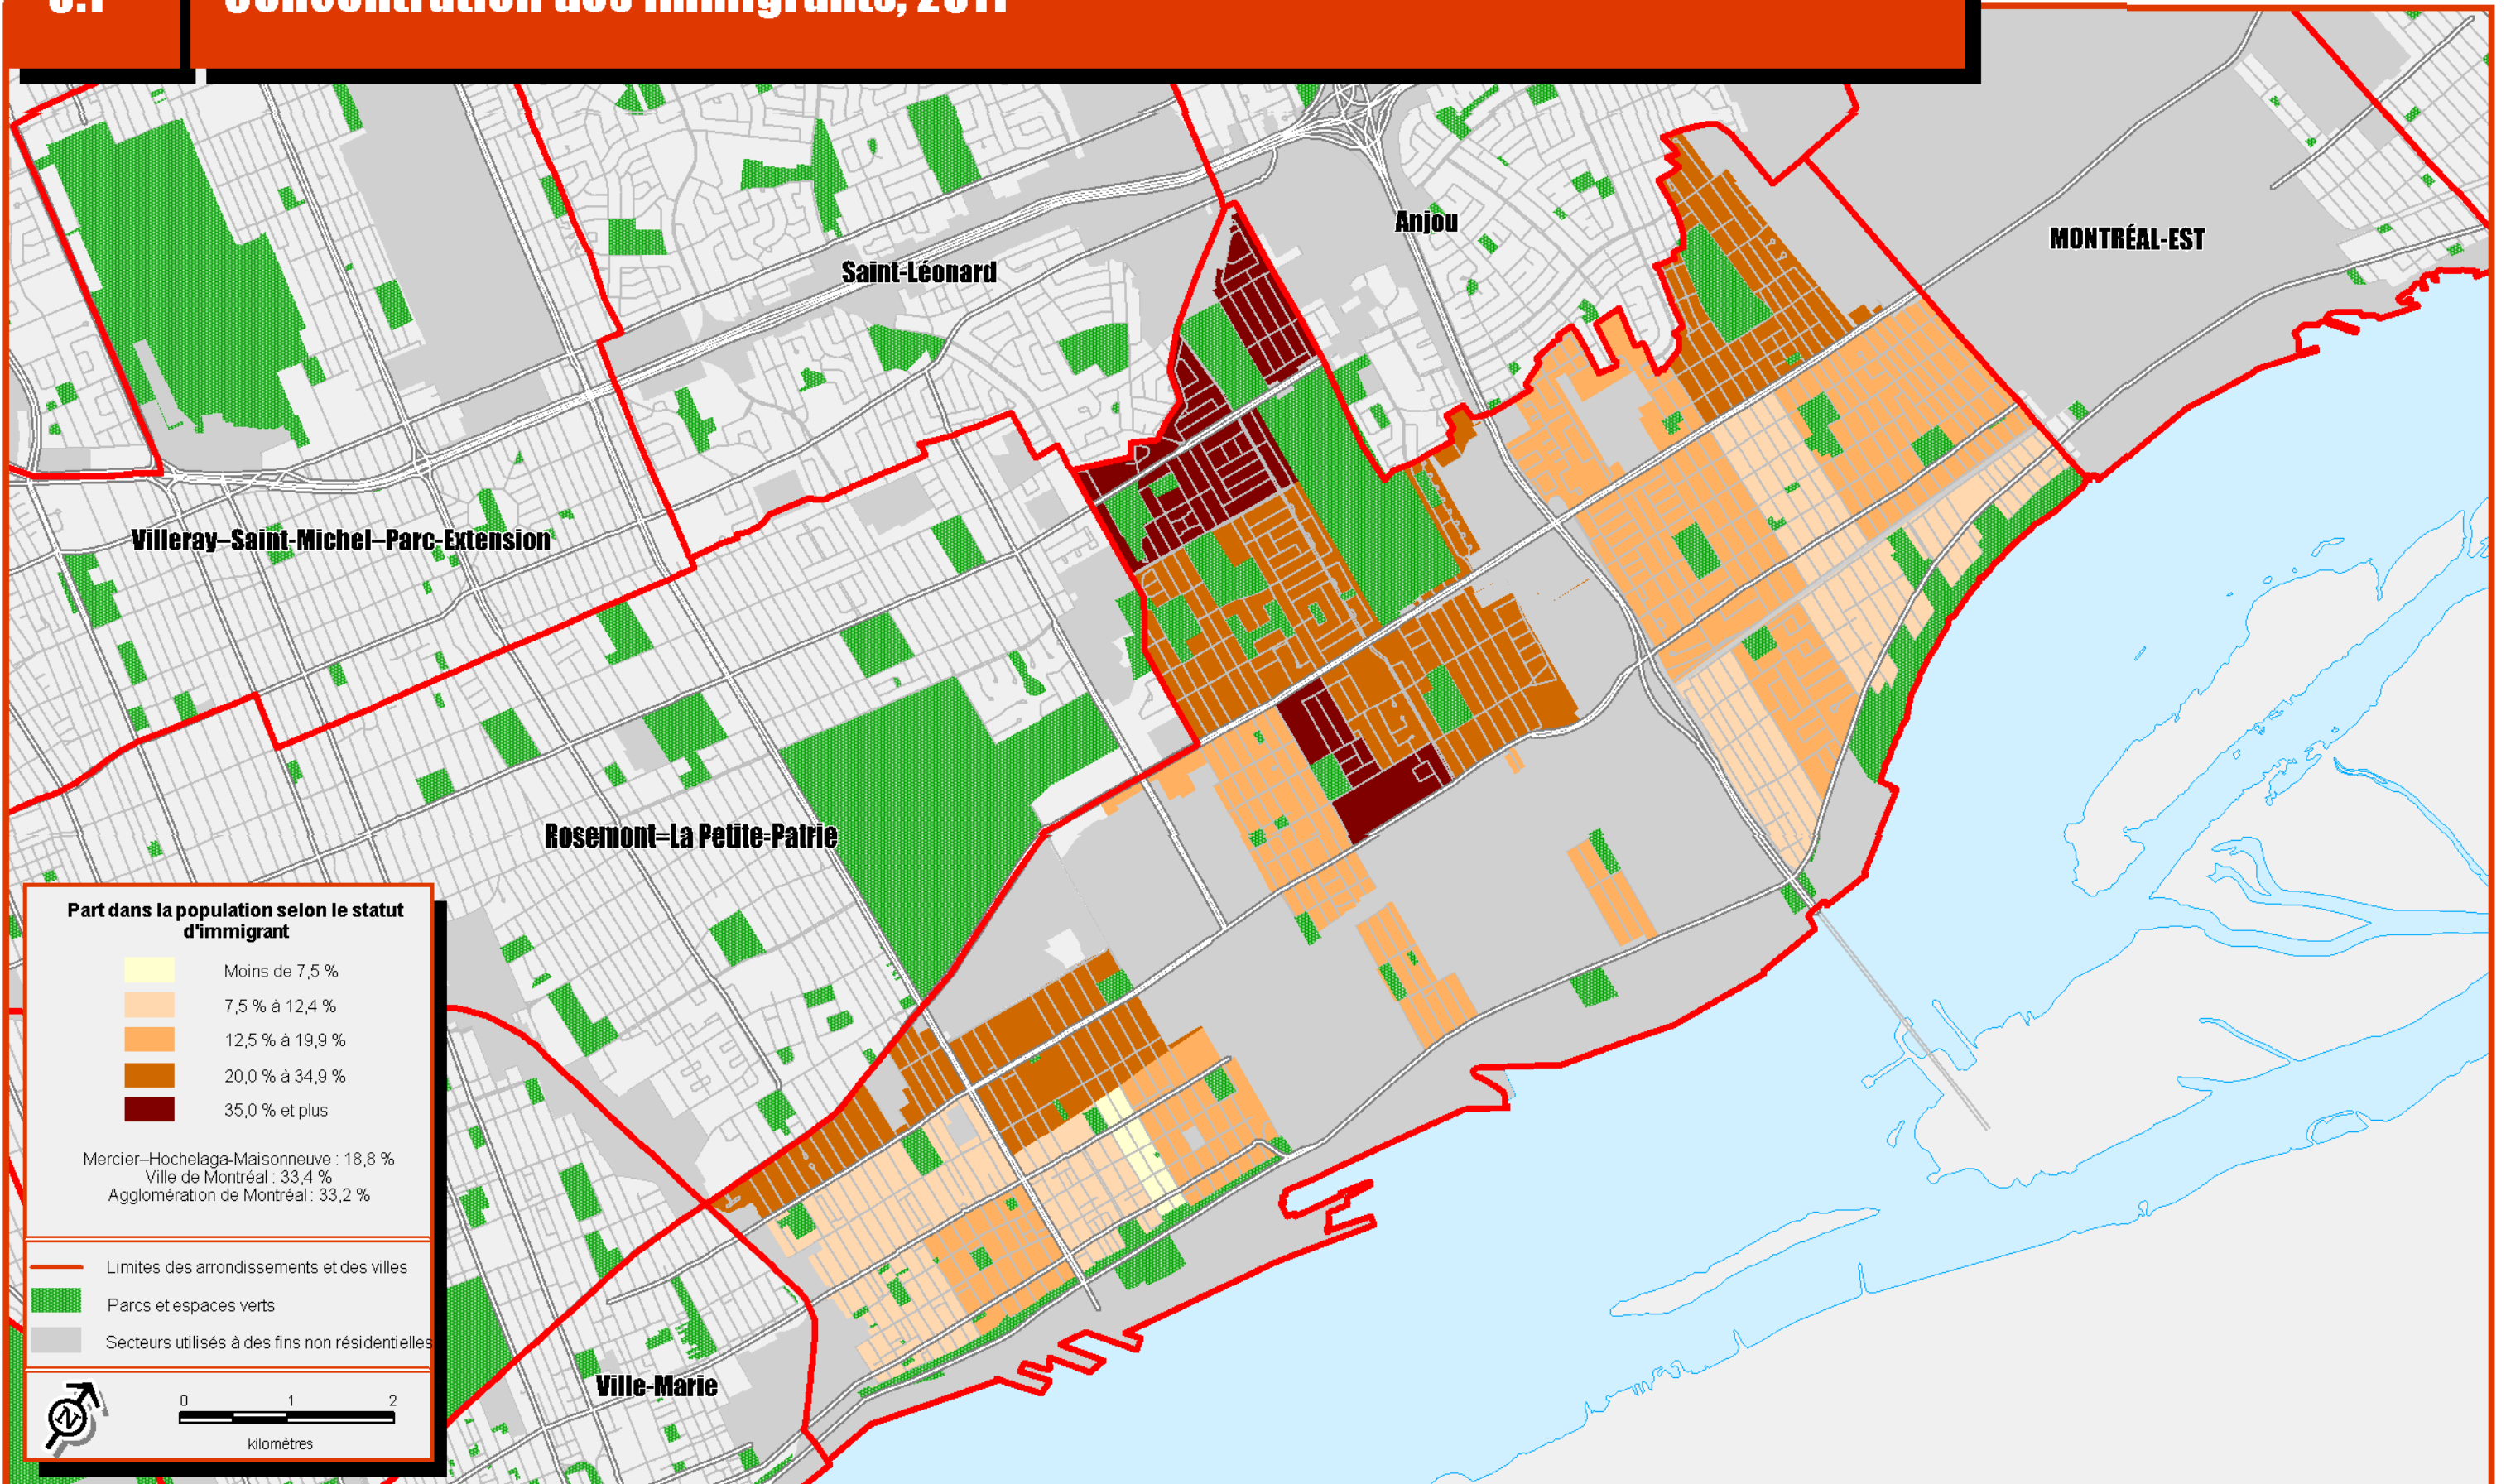 Concentration des immigrants, 2011
Anjou
MONTRÉAL-EST
Saint-Léonard
Villeray–Saint-Michel–Parc-Extension
Rosemont–La Petite-Patrie
Ville-Marie
Part dans la population selon le statut
d'immigrant
Moins de 7,5 %
7,5 % à 12,4 %
12,5 % à 19,9 %
20,0 % à 34,9 %
35,0 % et plus
Mercier–Hochelaga-Maisonneuve : 18,8 %
Ville de Montréal : 33,4 %
Agglomération de Montréal : 33,2 %
Limites des arrondissements et des villes
Parcs et espaces verts
Secteurs utilisés à des fins non résidentielles
N
0 1 2
kilomètres